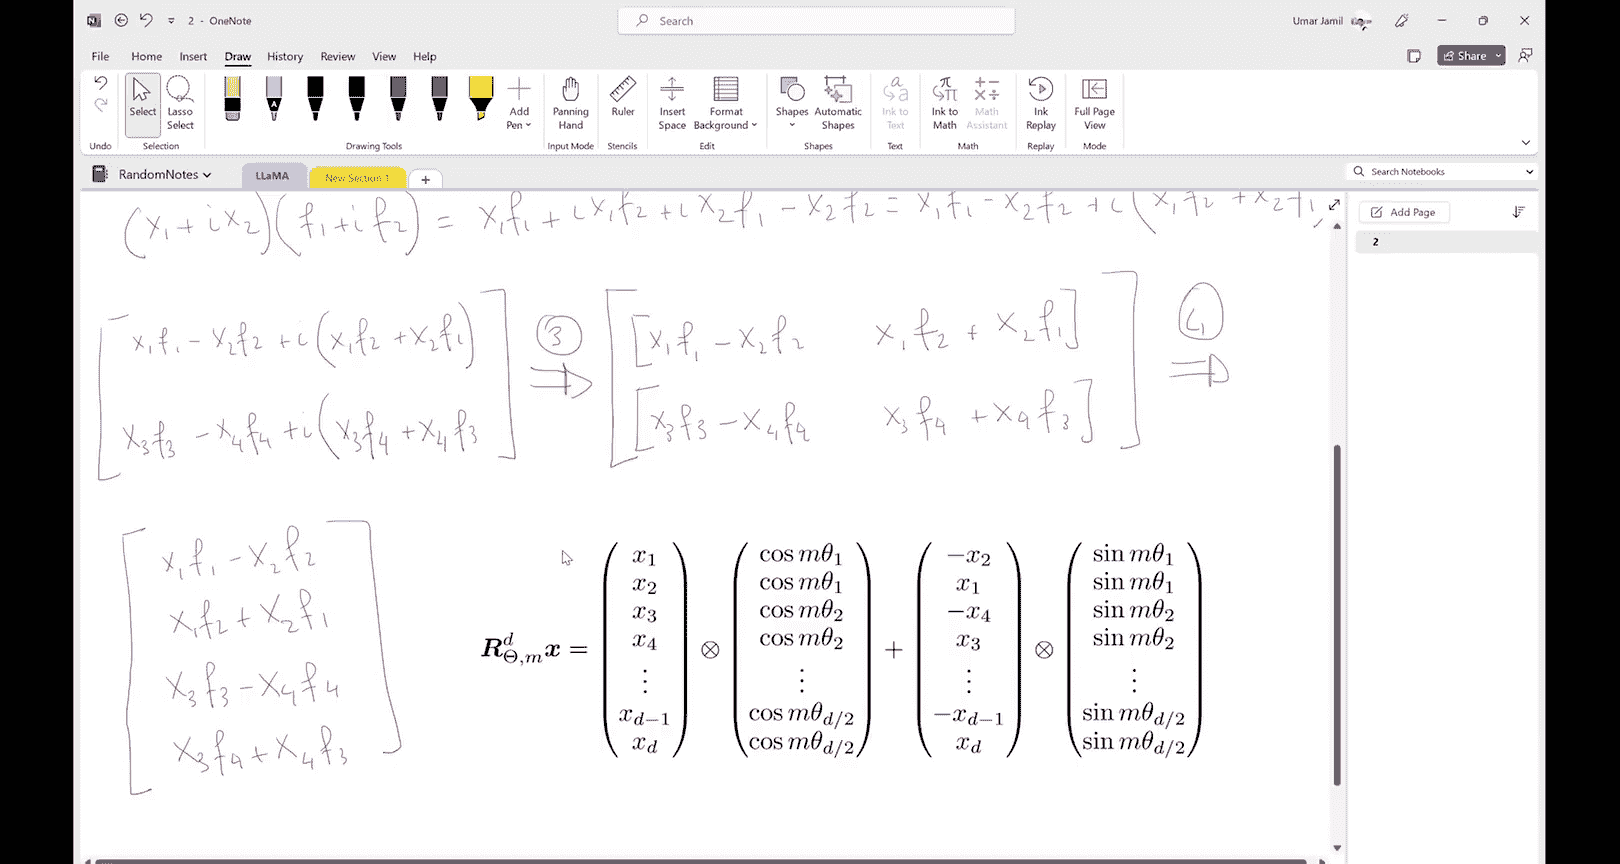 2 - OneNote
Search
Umar Jamil
File Home Insert Draw History Review View Help
Share
Select
Lasso Select
Add Pen
Panning Hand
Ruler
Insert Space
Format Background
Shapes
Automatic Shapes
Ink to Text
Ink to Math
Math Assistant
Ink Replay
Full Page View
Undo Selection Drawing Tools Input Mode Stencils Edit Shapes Text Math Replay Mode
RandomNotes LLaMA New Section 1 +
Search Notebooks
Add Page
2
(x₁ + i x₂)(f₁ + i f₂) = x₁f₁ + i x₁f₂ + i x₂f₁ - x₂f₂ = x₁f₁ - x₂f₂ + i(x₁f₂ + x₂f₁)
[x₁f₁ - x₂f₂ + i(x₁f₂ + x₂f₁)
x₃f₃ - x₄f₄ + i(x₃f₄ + x₄f₃]
3 ⇒
[[x₁f₁ - x₂f₂ x₁f₂ + x₂f₁]
[x₃f₃ - x₄f₄ x₃f₄ + x₄f₃]]
4 ⇒
[x₁f₁ - x₂f₂
x₁f₂ + x₂f₁
x₃f₃ - x₄f₄
x₃f₄ + x₄f₃]
R^d_{Θ,m} x = (x₁ x₂ x₃ x₄ ⋮ x_{d-1} x_d) ⊗ (cos mθ₁ cos mθ₁ cos mθ₂ cos mθ₂ ⋮ cos mθ_{d/2} cos mθ_{d/2}) + (-x₂ x₁ -x₄ x₃ ⋮ -x_{d-1} x_d) ⊗ (sin mθ₁ sin mθ₁ sin mθ₂ sin mθ₂ ⋮ sin mθ_{d/2} sin mθ_{d/2})